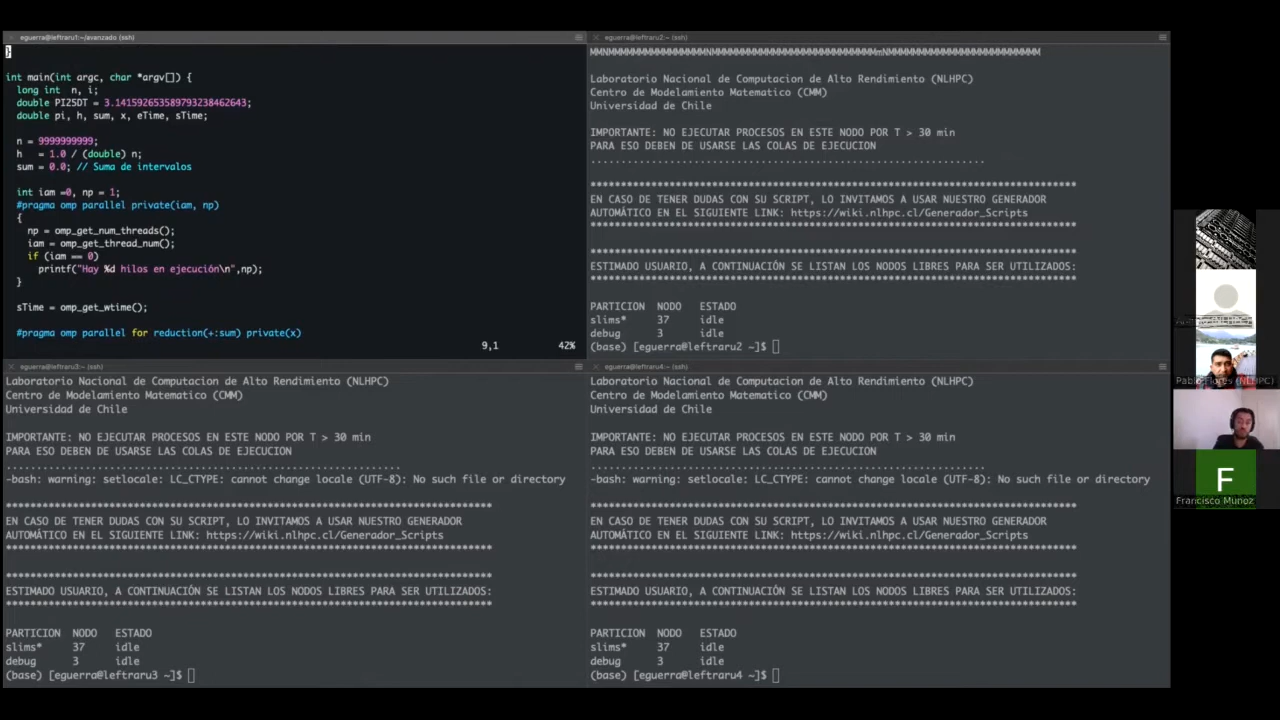 eguerra@leftraru1:~/avanzado (ssh)
}
int main(int argc, char *argv[]) {
long int n, i;
double PI25DT = 3.141592653589793238462643;
double pi, h, sum, x, eTime, sTime;
n = 9999999999;
h = 1.0 / (double) n;
sum = 0.0; // Suma de intervalos
int iam =0, np = 1;
#pragma omp parallel private(iam, np)
{
np = omp_get_num_threads();
iam = omp_get_thread_num();
if (iam == 0)
printf("Hay %d hilos en ejecución\n",np);
}
sTime = omp_get_wtime();
#pragma omp parallel for reduction(+:sum) private(x)
9,1 42%
eguerra@leftraru2:~ (ssh)
Laboratorio Nacional de Computacion de Alto Rendimiento (NLHPC)
Centro de Modelamiento Matematico (CMM)
Universidad de Chile
IMPORTANTE: NO EJECUTAR PROCESOS EN ESTE NODO POR T > 30 min
PARA ESO DEBEN DE USARSE LAS COLAS DE EJECUCION
EN CASO DE TENER DUDAS CON SU SCRIPT, LO INVITAMOS A USAR NUESTRO GENERADOR
AUTOMÁTICO EN EL SIGUIENTE LINK: https://wiki.nlhpc.cl/Generador_Scripts
ESTIMADO USUARIO, A CONTINUACIÓN SE LISTAN LOS NODOS LIBRES PARA SER UTILIZADOS:
PARTICION NODO ESTADO
slims* 37 idle
debug 3 idle
(base) [eguerra@leftraru2 ~]$
eguerra@leftraru3:~ (ssh)
Laboratorio Nacional de Computacion de Alto Rendimiento (NLHPC)
Centro de Modelamiento Matematico (CMM)
Universidad de Chile
IMPORTANTE: NO EJECUTAR PROCESOS EN ESTE NODO POR T > 30 min
PARA ESO DEBEN DE USARSE LAS COLAS DE EJECUCION
-bash: warning: setlocale: LC_CTYPE: cannot change locale (UTF-8): No such file or directory
EN CASO DE TENER DUDAS CON SU SCRIPT, LO INVITAMOS A USAR NUESTRO GENERADOR
AUTOMÁTICO EN EL SIGUIENTE LINK: https://wiki.nlhpc.cl/Generador_Scripts
ESTIMADO USUARIO, A CONTINUACIÓN SE LISTAN LOS NODOS LIBRES PARA SER UTILIZADOS:
PARTICION NODO ESTADO
slims* 37 idle
debug 3 idle
(base) [eguerra@leftraru3 ~]$
eguerra@leftraru4:~ (ssh)
Laboratorio Nacional de Computacion de Alto Rendimiento (NLHPC)
Centro de Modelamiento Matematico (CMM)
Universidad de Chile
IMPORTANTE: NO EJECUTAR PROCESOS EN ESTE NODO POR T > 30 min
PARA ESO DEBEN DE USARSE LAS COLAS DE EJECUCION
-bash: warning: setlocale: LC_CTYPE: cannot change locale (UTF-8): No such file or directory
EN CASO DE TENER DUDAS CON SU SCRIPT, LO INVITAMOS A USAR NUESTRO GENERADOR
AUTOMÁTICO EN EL SIGUIENTE LINK: https://wiki.nlhpc.cl/Generador_Scripts
ESTIMADO USUARIO, A CONTINUACIÓN SE LISTAN LOS NODOS LIBRES PARA SER UTILIZADOS:
PARTICION NODO ESTADO
slims* 37 idle
debug 3 idle
(base) [eguerra@leftraru4 ~]$
Pablo Flores (NLHPC)
F
Francisco Muñoz